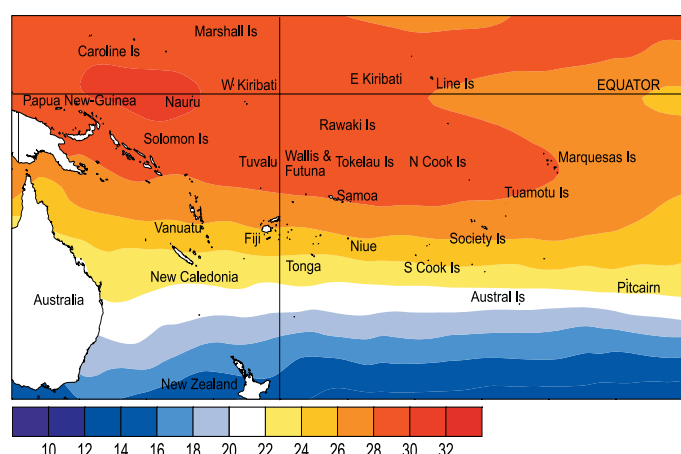 Marshall Is
Caroline Is
W Kiribati
E Kiribati
Line Is
EQUATOR
Papua New-Guinea
Nauru
Rawaki Is
Solomon Is
Tuvalu
Wallis &
Futuna
Tokelau Is
N Cook Is
Marquesas Is
Samoa
Tuamotu Is
Vanuatu
Fiji
Niue
Society Is
Tonga
S Cook Is
New Caledonia
Pitcairn
Australia
Austral Is
New Zealand
10 12 14 16 18 20 22 24 26 28 30 32